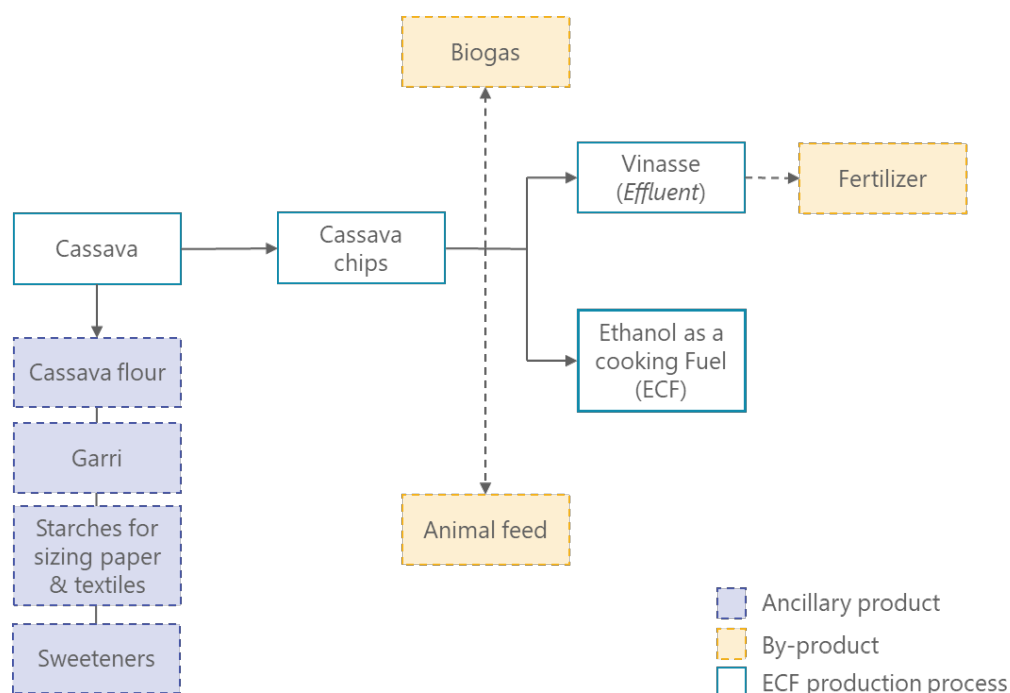 Biogas
Vinasse
(Effluent)
Fertilizer
Cassava
Cassava
chips
Ethanol as a
cooking Fuel
(ECF)
Cassava flour
Garri
Starches for
sizing paper
& textiles
Sweeteners
Animal feed
Ancillary product
By-product
ECF production process